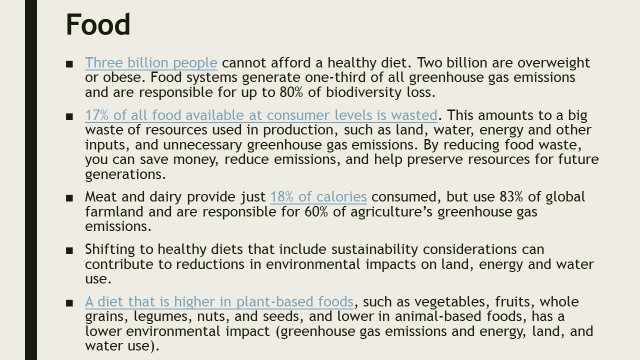 Food
▪ Three billion people cannot afford a healthy diet. Two billion are overweight
or obese. Food systems generate one-third of all greenhouse gas emissions
and are responsible for up to 80% of biodiversity loss.
▪ 17% of all food available at consumer levels is wasted. This amounts to a big
waste of resources used in production, such as land, water, energy and other
inputs, and unnecessary greenhouse gas emissions. By reducing food waste,
you can save money, reduce emissions, and help preserve resources for future
generations.
▪ Meat and dairy provide just 18% of calories consumed, but use 83% of global
farmland and are responsible for 60% of agriculture’s greenhouse gas
emissions.
▪ Shifting to healthy diets that include sustainability considerations can
contribute to reductions in environmental impacts on land, energy and water
use.
▪ A diet that is higher in plant-based foods, such as vegetables, fruits, whole
grains, legumes, nuts, and seeds, and lower in animal-based foods, has a
lower environmental impact (greenhouse gas emissions and energy, land, and
water use).